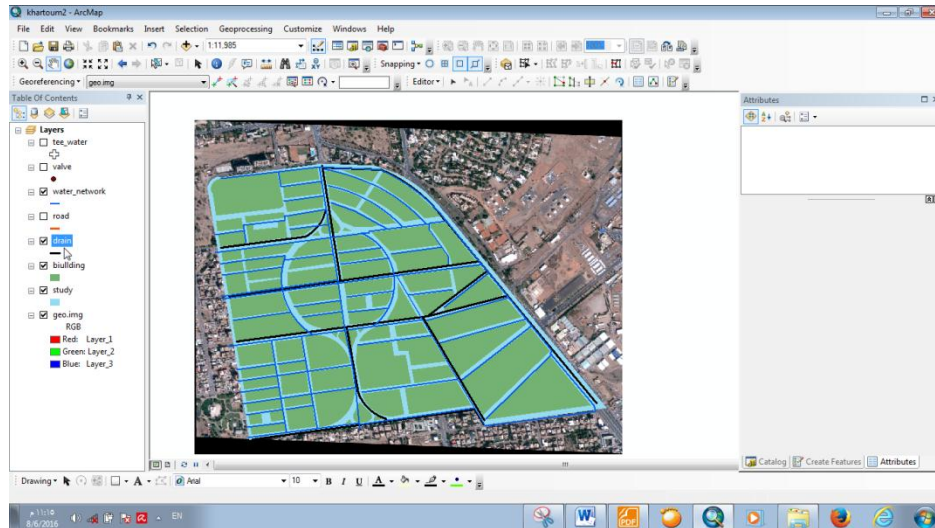 khartoum2 - ArcMap
File Edit View Bookmarks Insert Selection Geoprocessing Customize Windows Help
1:11,985
Snapping
Georeferencing geo.img Editor
Table Of Contents
Layers
tee_water
valve
water_network
road
drain
biullding
study
geo.img
RGB
Red: Layer_1
Green: Layer_2
Blue: Layer_3
Attributes
Catalog Create Features Attributes
Drawing A Arial 10 B I U A
8/6/2016 EN
PDF